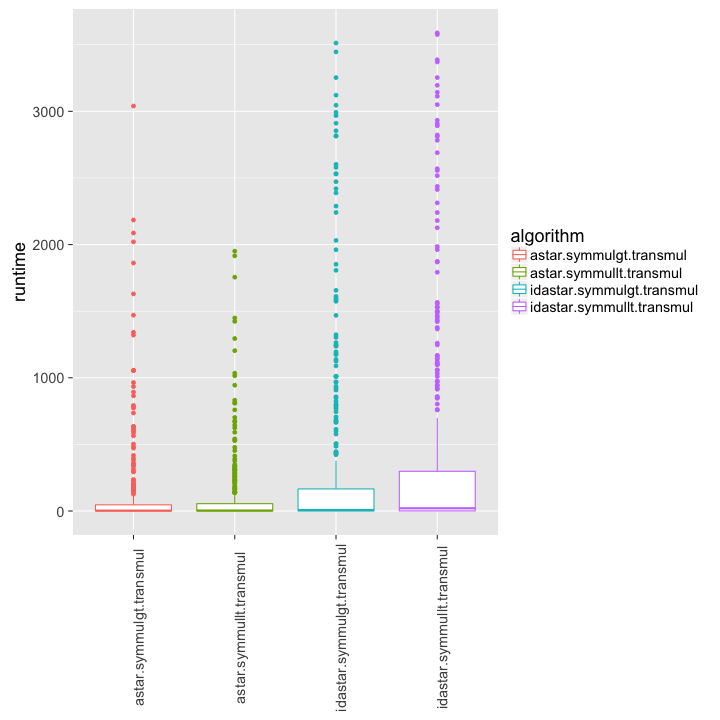 runtime
3000
2000
1000
0
astar.symmulgt.transmul
astar.symmullt.transmul
idastar.symmulgt.transmul
idastar.symmullt.transmul
algorithm
astar.symmulgt.transmul
astar.symmullt.transmul
idastar.symmulgt.transmul
idastar.symmullt.transmul